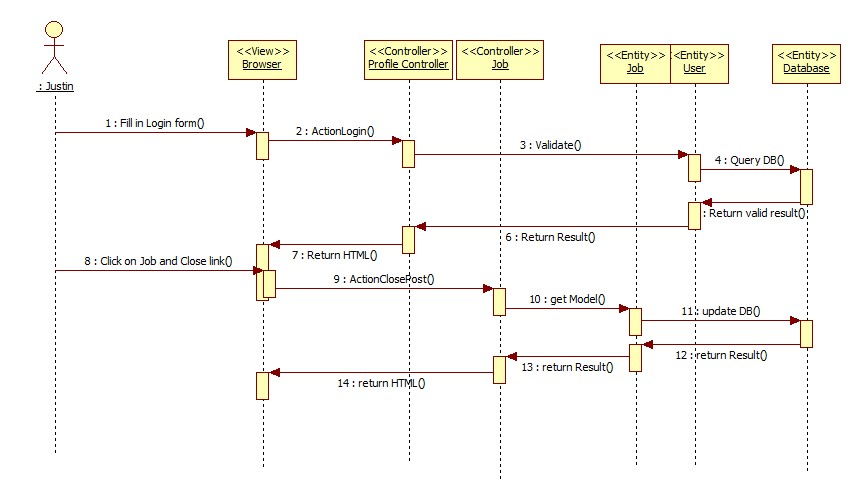 <<View>>
Browser
<<Controller>>
Profile Controller
<<Controller>>
Job
<<Entity>>
Job
<Entity>>
User
<<Entity>>
Database
: Justin
1 : Fill in Login form()
2 : ActionLogin()
3 : Validate()
4 : Query DB()
: Return valid result()
6 : Return Result()
7 : Return HTML()
8 : Click on Job and Close link()
9 : ActionClosePost()
10 : get Model()
11 : update DB()
12 : return Result()
13 : return Result()
14 : return HTML()